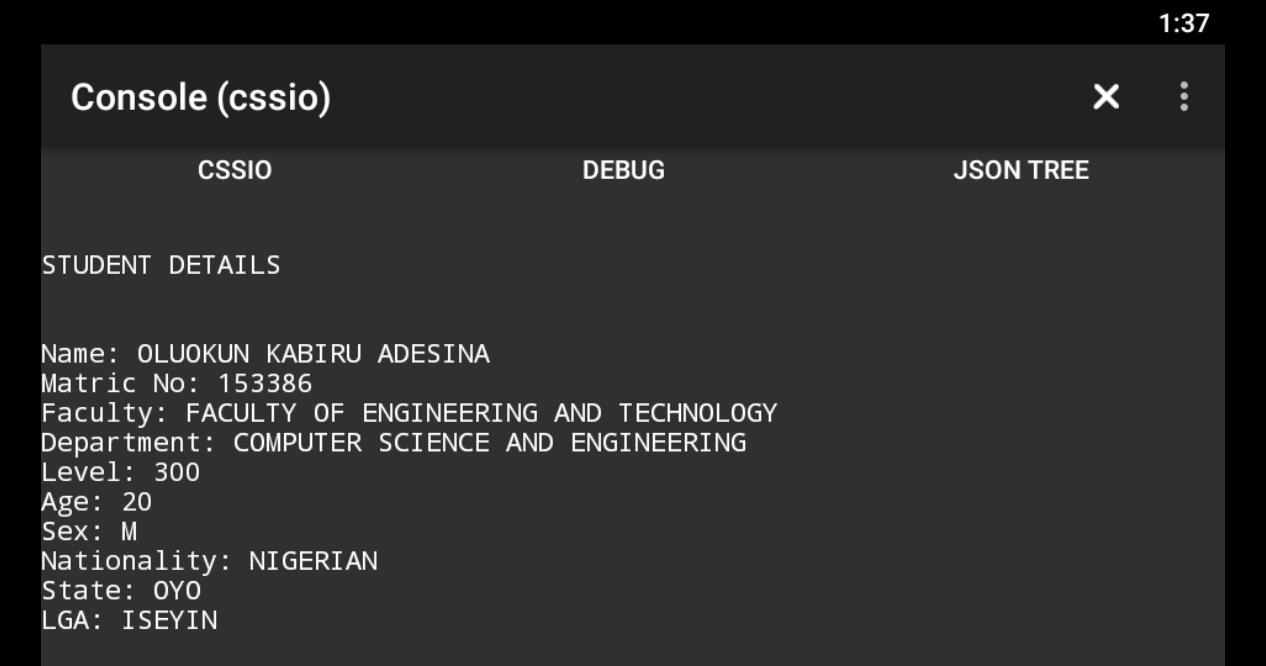 1:37
Console (cssio)
CSSIO DEBUG JSON TREE
STUDENT DETAILS
Name: OLUOKUN KABIRU ADESINA
Matric No: 153386
Faculty: FACULTY OF ENGINEERING AND TECHNOLOGY
Department: COMPUTER SCIENCE AND ENGINEERING
Level: 300
Age: 20
Sex: M
Nationality: NIGERIAN
State: OYO
LGA: ISEYIN